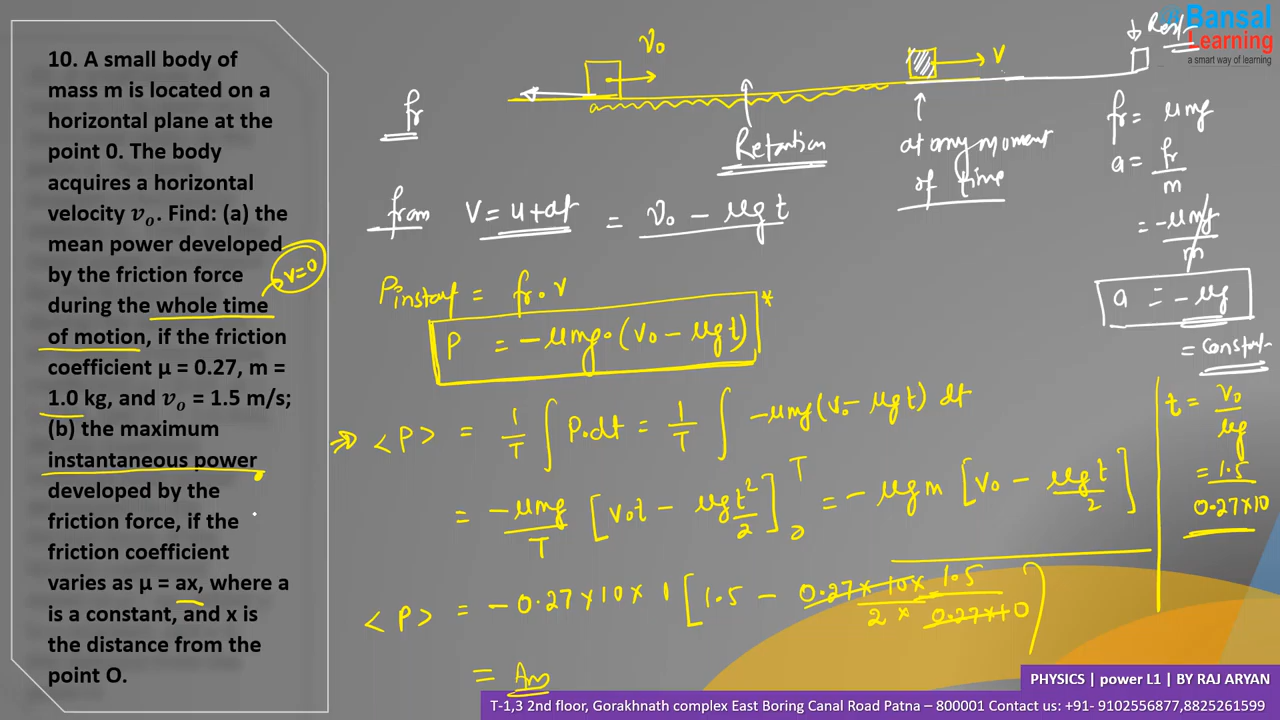 10. A small body of
mass m is located on a
horizontal plane at the
point 0. The body
acquires a horizontal
velocity v₀. Find: (a) the
mean power developed
by the friction force
during the whole time
of motion, if the friction
coefficient μ = 0.27, m =
1.0 kg, and v₀ = 1.5 m/s;
(b) the maximum
instantaneous power
developed by the
friction force, if the
friction coefficient
varies as μ = ax, where a
is a constant, and x is
the distance from the
point O.
v=0
v₀
V
Rest
Bansal
Learning
a smart way of learning
fr
Retantion
at any moment
of time
fr = μmg
a = fr/m
= -μmg/m
a = -μg
= Constant
from V = u+at = v₀ - μgt
Pinstant = fr·v
P = -μmg·(v₀ - μgt) *
<P> = 1/T ∫ P·dt = 1/T ∫ -μmg(v₀ - μgt) dt
= -μmg/T [v₀t - μgt²/2]₀ᵀ = -μgm [v₀ - μgt/2]
t = v₀/μg
= 1.5/0.27×10
<P> = -0.27×10×1 [1.5 - 0.27×10×1.5/2×0.27×10]
= Ans
PHYSICS | power L1 | BY RAJ ARYAN
T-1,3 2nd floor, Gorakhnath complex East Boring Canal Road Patna – 800001 Contact us: +91- 9102556877,8825261599